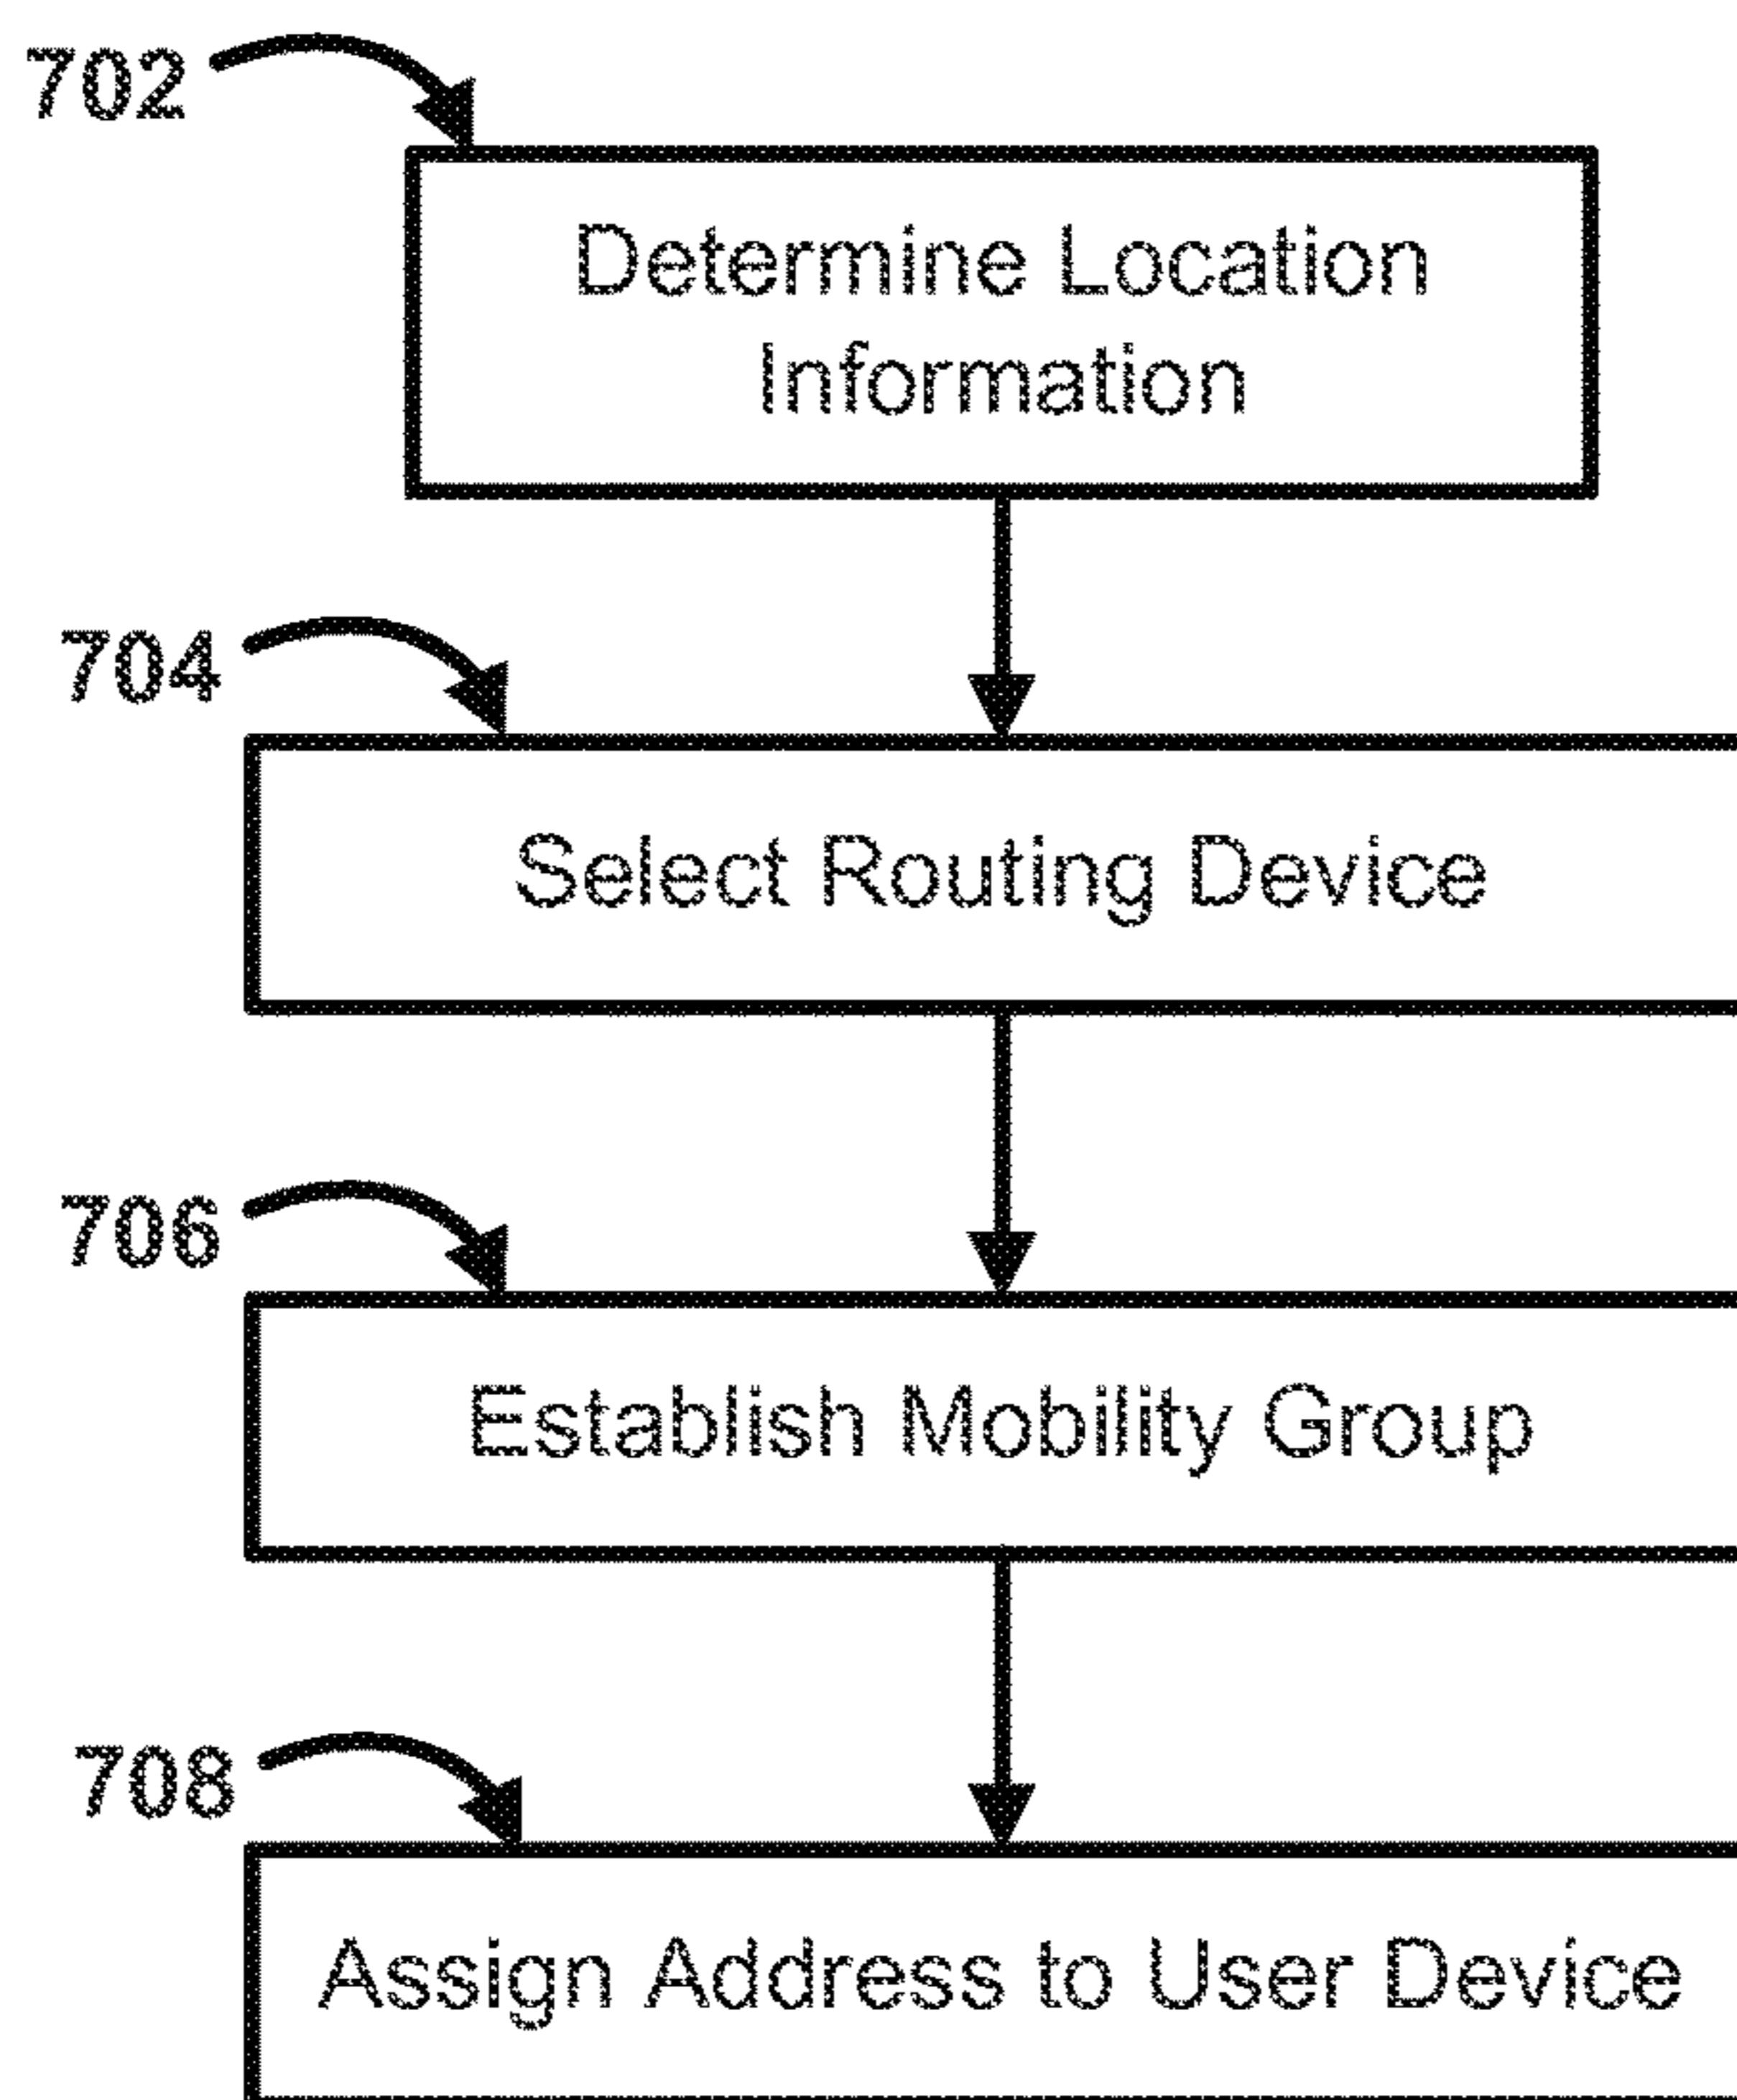 702
Determine Location
Information
704
Select Routing Device
706
Establish Mobility Group
708
Assign Address to User Device